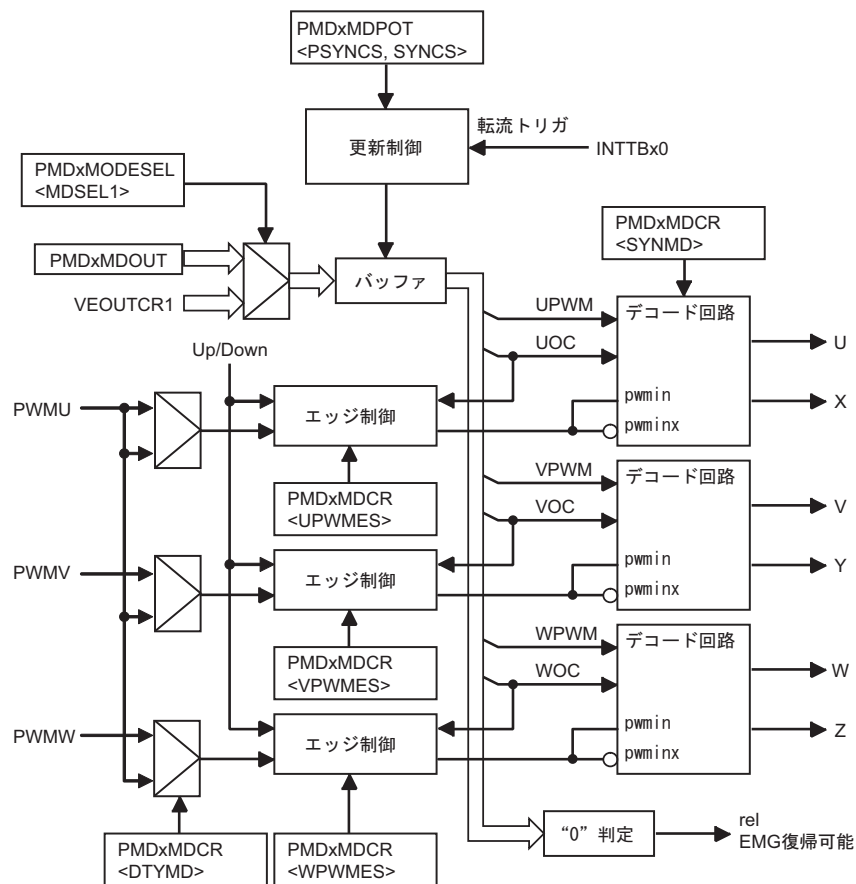 PMDxMDPOT
<PSYNCS, SYNCS>
更新制御
転流トリガ
INTTBx0
PMDxMODESEL
<MDSEL1>
PMDxMDCR
<SYNMD>
PMDxMDOUT
バッファ
VEOUTCR1
UPWM
デコード回路
U
Up/Down
UOC
PWMU
エッジ制御
pwmin
X
pwminx
PMDxMDCR
<UPWMES>
VPWM
デコード回路
V
VOC
PWMV
エッジ制御
pwmin
Y
pwminx
PMDxMDCR
<VPWMES>
WPWM
デコード回路
W
WOC
PWMW
エッジ制御
pwmin
Z
pwminx
PMDxMDCR
<DTYMD>
PMDxMDCR
<WPWMES>
“0”判定
rel
EMG復帰可能